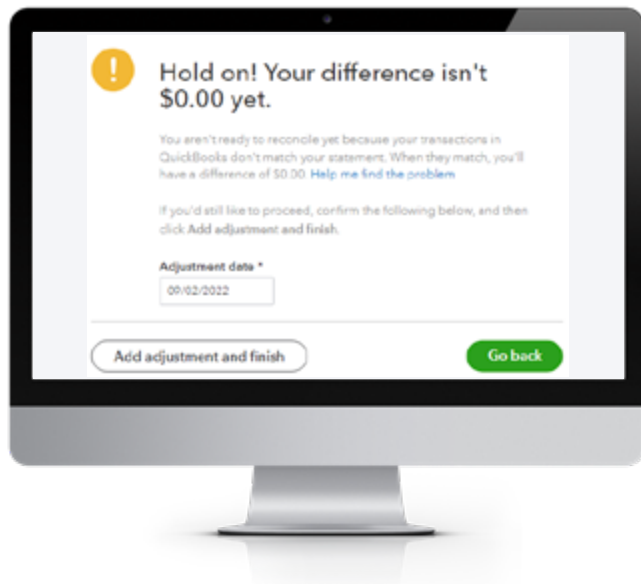 Hold on! Your difference isn't
$0.00 yet.
You aren't ready to reconcile yet because your transactions in
QuickBooks don't match your statement. When they match, you'll
have a difference of $0.00. Help me find the problem
If you'd still like to proceed, confirm the following below, and then
click Add adjustment and finish.
Adjustment date *
09/02/2022
Add adjustment and finish
Go back